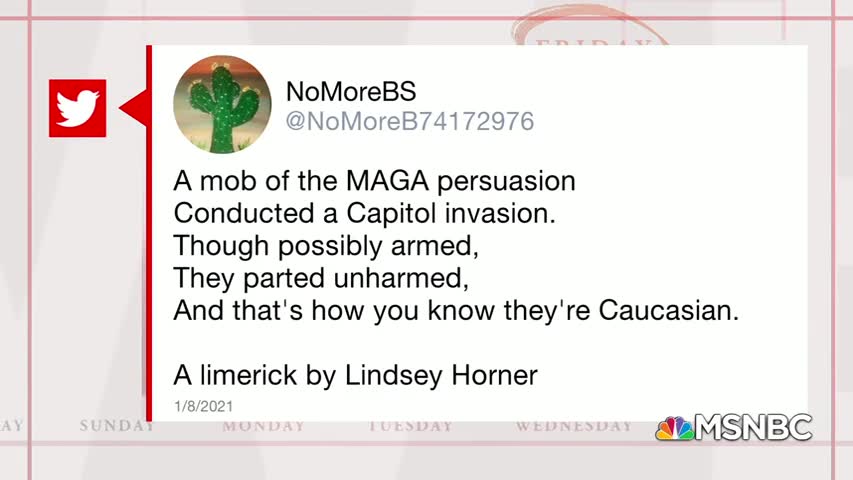 FRIDAY
NoMoreBS
@NoMoreB74172976
A mob of the MAGA persuasion
Conducted a Capitol invasion.
Though possibly armed,
They parted unharmed,
And that's how you know they're Caucasian.
A limerick by Lindsey Horner
1/8/2021
AY SUNDAY MONDAY TUESDAY WEDNESDAY
MSNBC